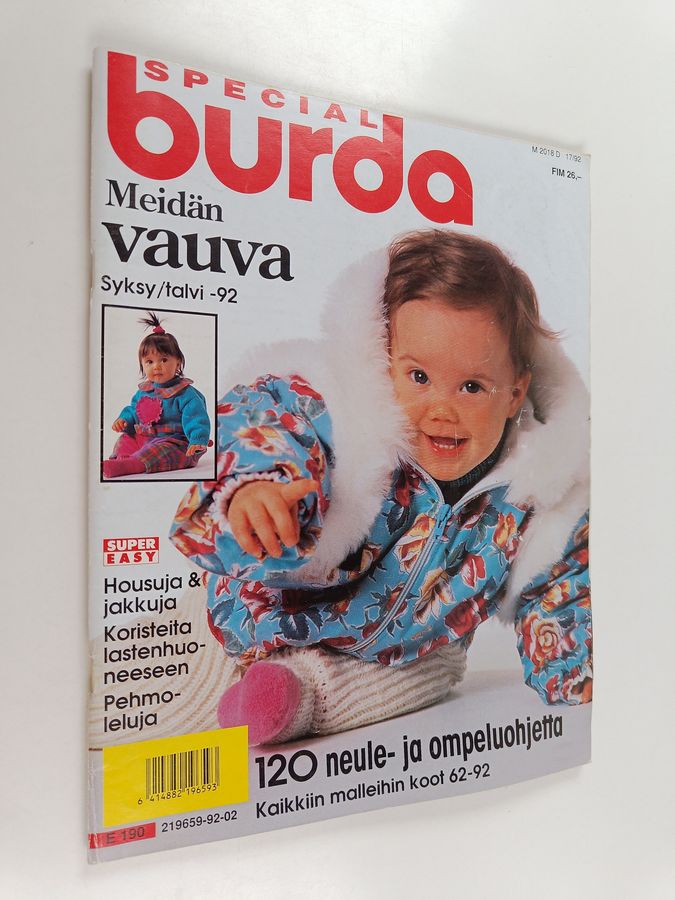 SPECIAL
burda
M 2018 D 17/92
FIM 26,-
Meidän
vauva
Syksy/talvi -92
SUPER
EASY
Housuja &
jakkuja
Koristeita
lastenhuo-
neeseen
Pehmo-
leluja
120 neule- ja ompeluohjetta
Kaikkiin malleihin koot 62-92
6 414882 196593
E 190
219659-92-02